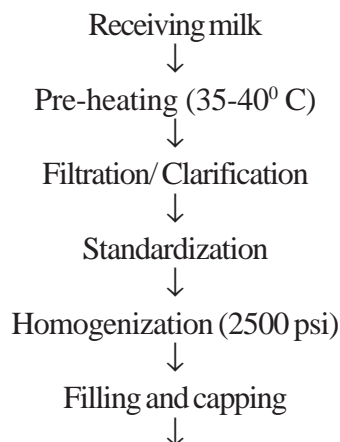 Receiving milk
↓
Pre-heating (35-40⁰ C)
↓
Filtration/ Clarification
↓
Standardization
↓
Homogenization (2500 psi)
↓
Filling and capping
↓